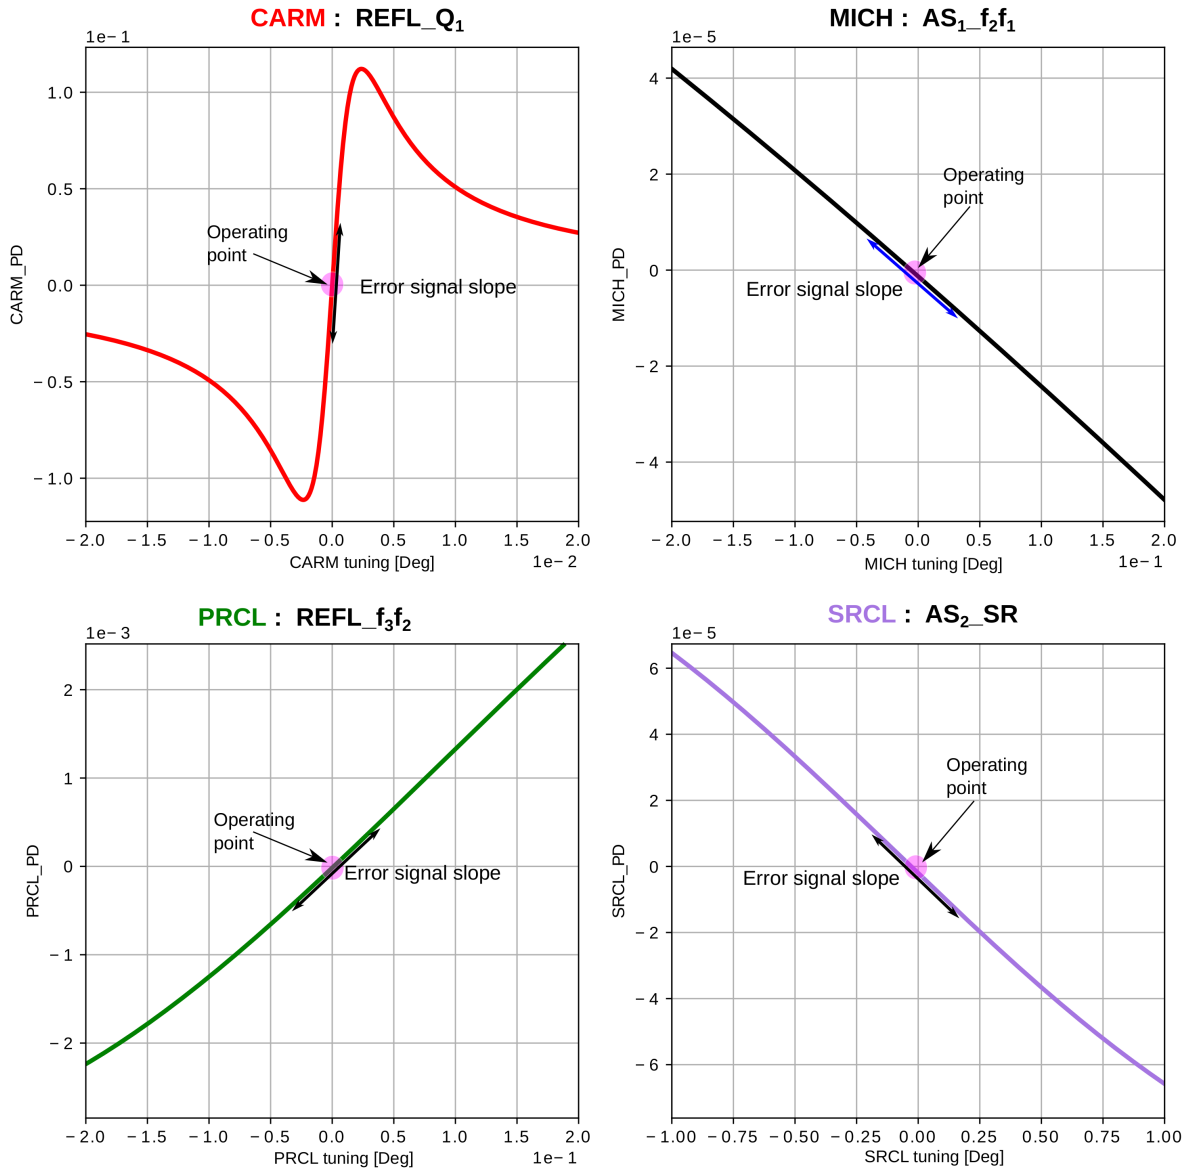 CARM : REFL_Q1
1e−1
1.0
0.5
0.0
−0.5
−1.0
CARM_PD
Operating
point
Error signal slope
−2.0 −1.5 −1.0 −0.5 0.0 0.5 1.0 1.5 2.0
CARM tuning [Deg]
1e−2
MICH : AS1_f2f1
1e−5
4
2
0
−2
−4
MICH_PD
Operating
point
Error signal slope
−2.0 −1.5 −1.0 −0.5 0.0 0.5 1.0 1.5 2.0
MICH tuning [Deg]
1e−1
PRCL : REFL_f3f2
1e−3
2
1
0
−1
−2
PRCL_PD
Operating
point
Error signal slope
−2.0 −1.5 −1.0 −0.5 0.0 0.5 1.0 1.5 2.0
PRCL tuning [Deg]
1e−1
SRCL : AS2_SR
1e−5
6
4
2
0
−2
−4
−6
SRCL_PD
Operating
point
Error signal slope
−1.00 −0.75 −0.50 −0.25 0.00 0.25 0.50 0.75 1.00
SRCL tuning [Deg]